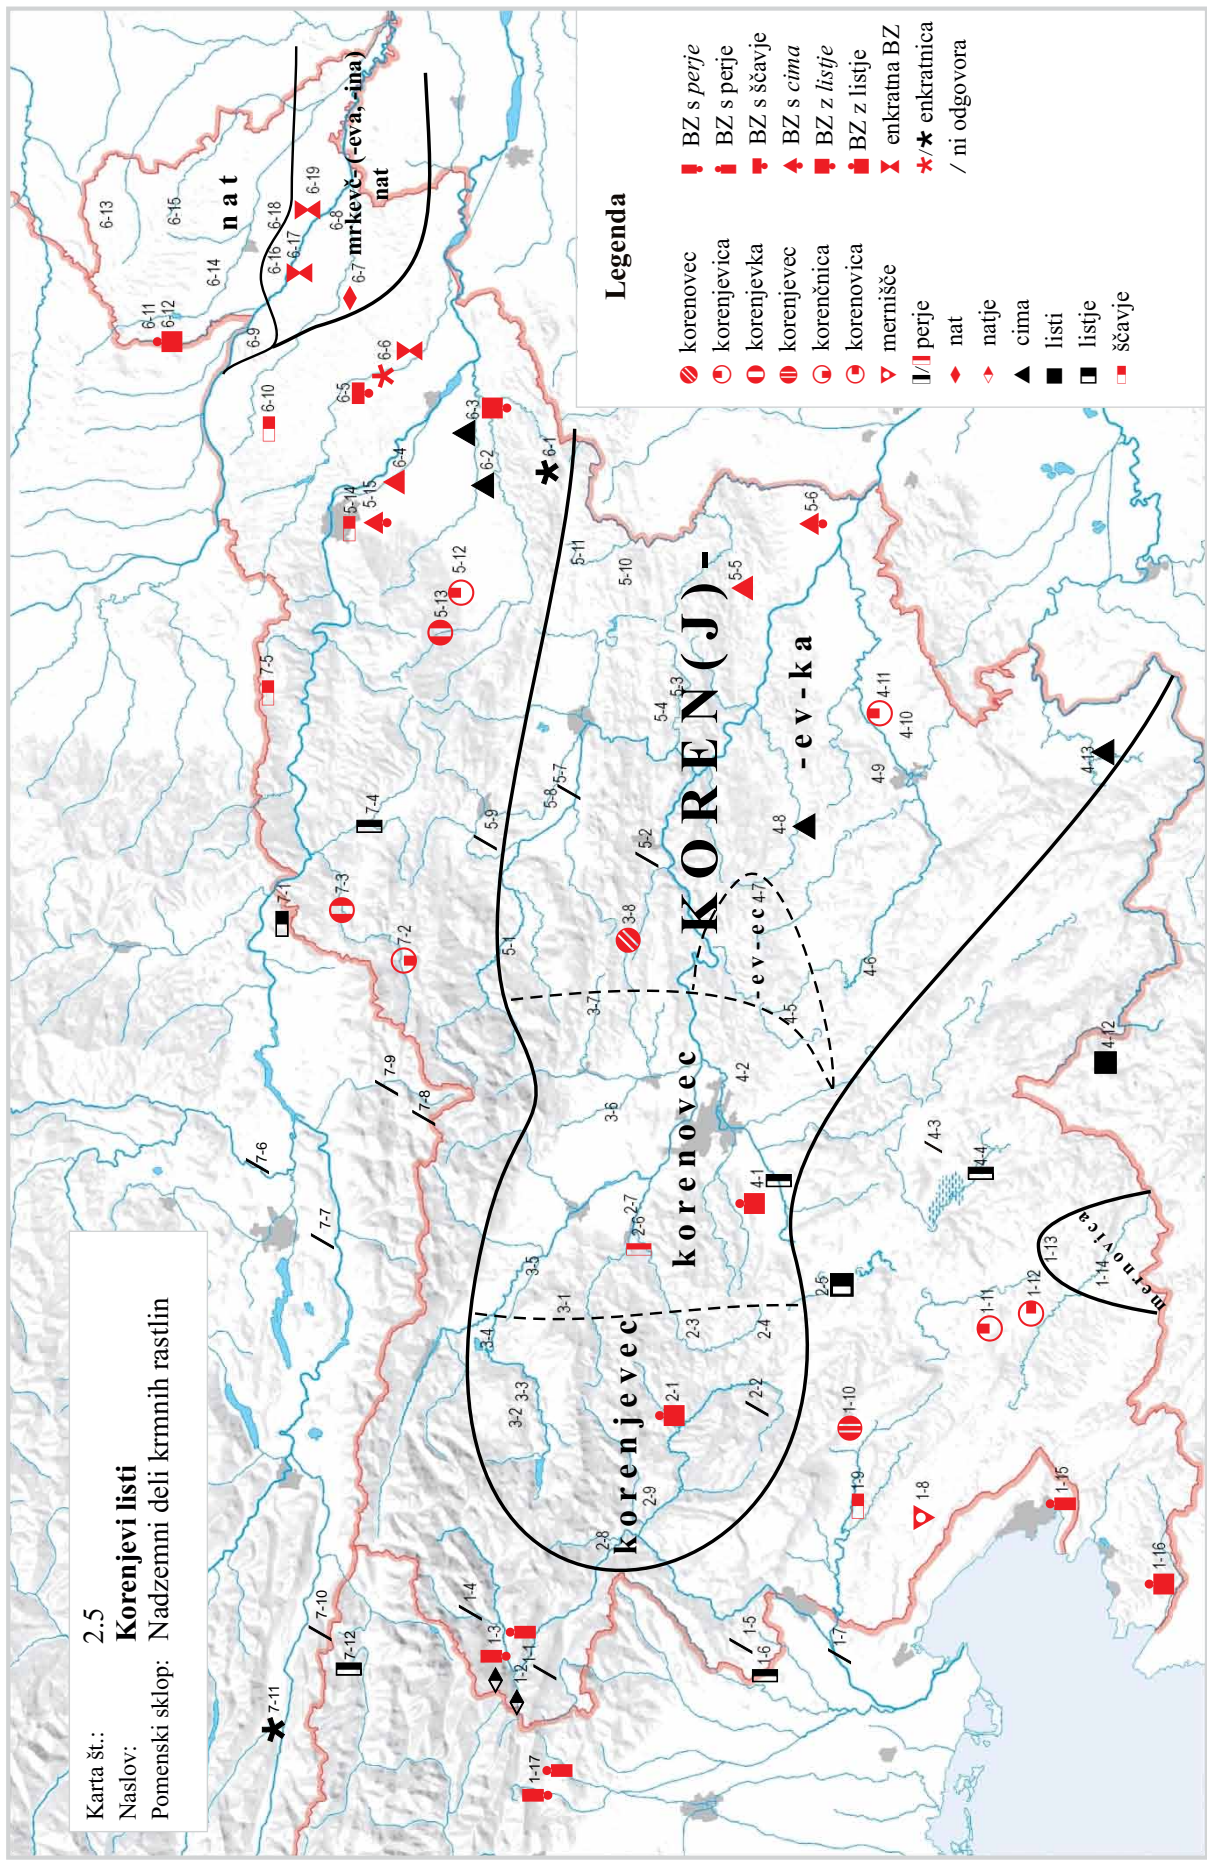 Karta št.: 2.5
Naslov: Korenjevi listi
Pomenski sklop: Nadzemni deli krmnih rastlin
7-11
7-10
7-12
7-7
7-6
7-8
7-9
7-1
7-2
7-3
7-4
7-5
1-17
1-1
1-2
1-3
1-4
1-5
1-6
1-7
1-8
1-9
1-10
1-11
1-12
1-13
1-14
1-15
1-16
mernovica
2-1
2-2
2-3
2-4
2-5
2-6
2-7
2-8
2-9
korenjevec
3-1
3-2
3-3
3-4
3-5
3-6
3-7
3-8
korenovec
4-1
4-2
4-3
4-4
4-5
4-6
4-7
4-8
4-9
4-10
4-11
4-12
4-13
-ev-ec
KOREN(J)-
-ev-ka
5-1
5-2
5-3
5-4
5-5
5-6
5-7
5-8
5-9
5-10
5-11
5-12
5-13
5-14
5-15
6-1
6-2
6-3
6-4
6-5
6-6
6-7
6-8
6-9
6-10
6-11
6-12
6-13
6-14
6-15
6-16
6-17
6-18
6-19
nat
mrkevč- (-eva, -ina)
nat
Legenda
korenovec
korenjevica
korenjevka
korenjevec
korenčnica
korenovica
mernišče
/ perje
nat
natje
cima
listi
listje
ščavje
BZ s perje
BZ s perje
BZ s ščavje
BZ s cima
BZ z listje
BZ z listje
enkratna BZ
*/* enkratnica
/ ni odgovora